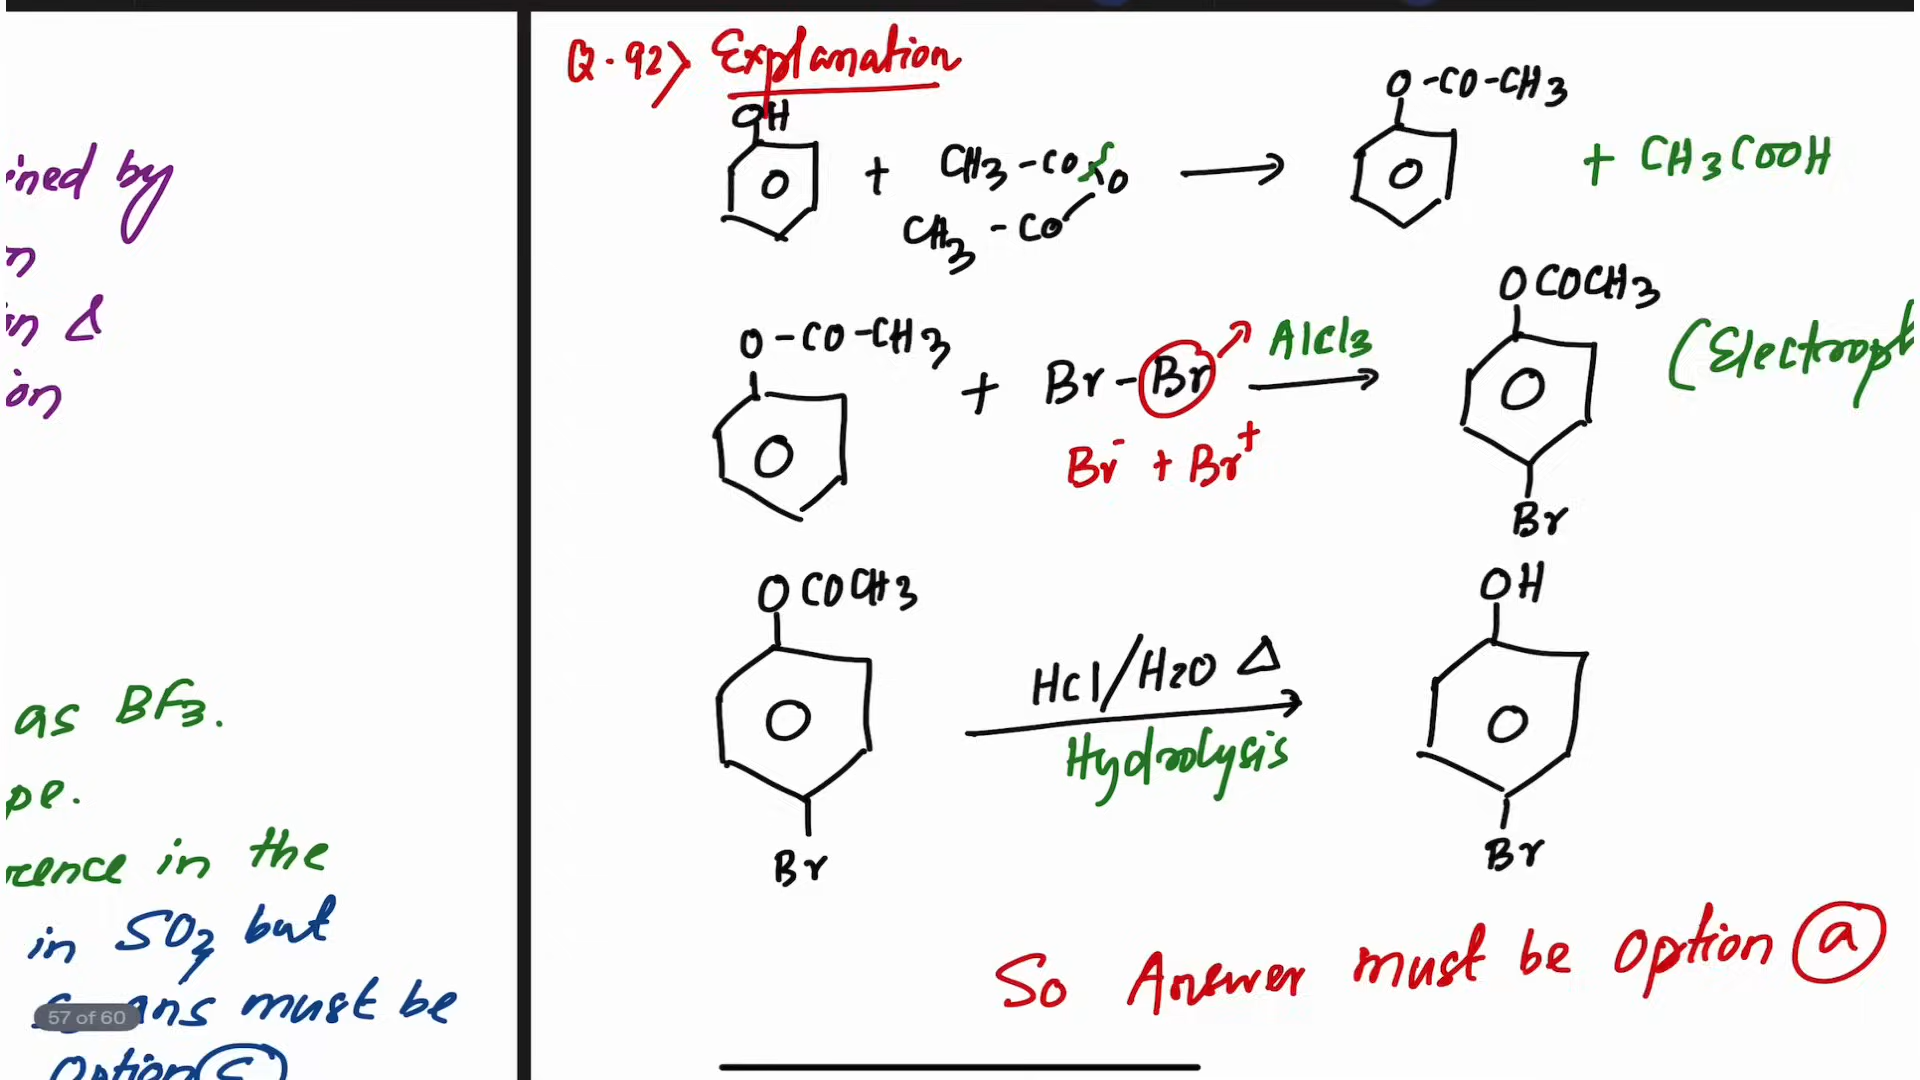 ined by
n
n Δ
on
as BF3.
pe.
rence in the
in SO2 but
ans must be
Option (c)
57 of 60
Q.92) Explanation
OH
O-CO-CH3
+ CH3-CO O
CH3-CO
+ CH3COOH
O-CO-CH3
+ Br-Br AlCl3
Br- + Br+
OCOCH3
Br
(Electroph
OCOCH3
Br
HCl/H2O Δ
Hydrolysis
OH
Br
So Answer must be option (a)